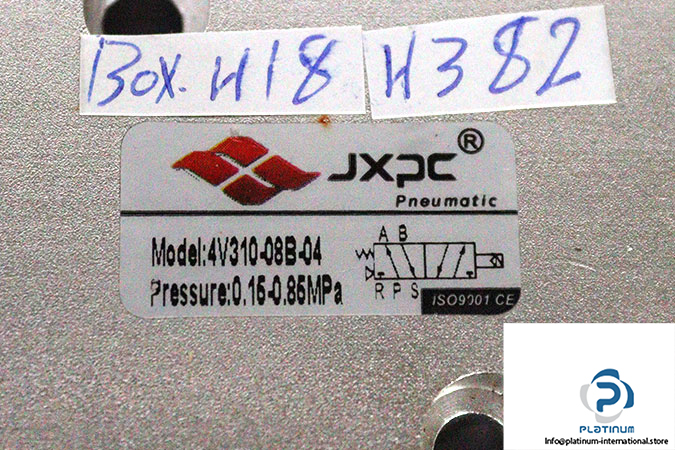 Box. H18 H382
JXPC®
Pneumatic
Model:4V310-08B-04
Pressure:0.15-0.85MPa
A B
R P S
ISO9001 CE
P
PLATINUM
Info@platinum-international.store